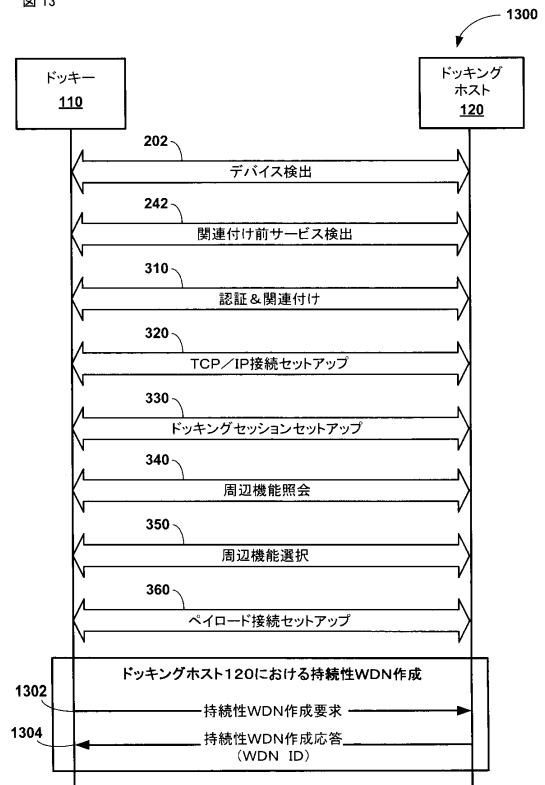 図 13
1300
ドッキー
110
ドッキング
ホスト
120
202
デバイス検出
242
関連付け前サービス検出
310
認証&関連付け
320
TCP/IP接続セットアップ
330
ドッキングセッションセットアップ
340
周辺機能照会
350
周辺機能選択
360
ペイロード接続セットアップ
ドッキングホスト120における持続性WDN作成
1302
持続性WDN作成要求
1304
持続性WDN作成応答
(WDN ID)